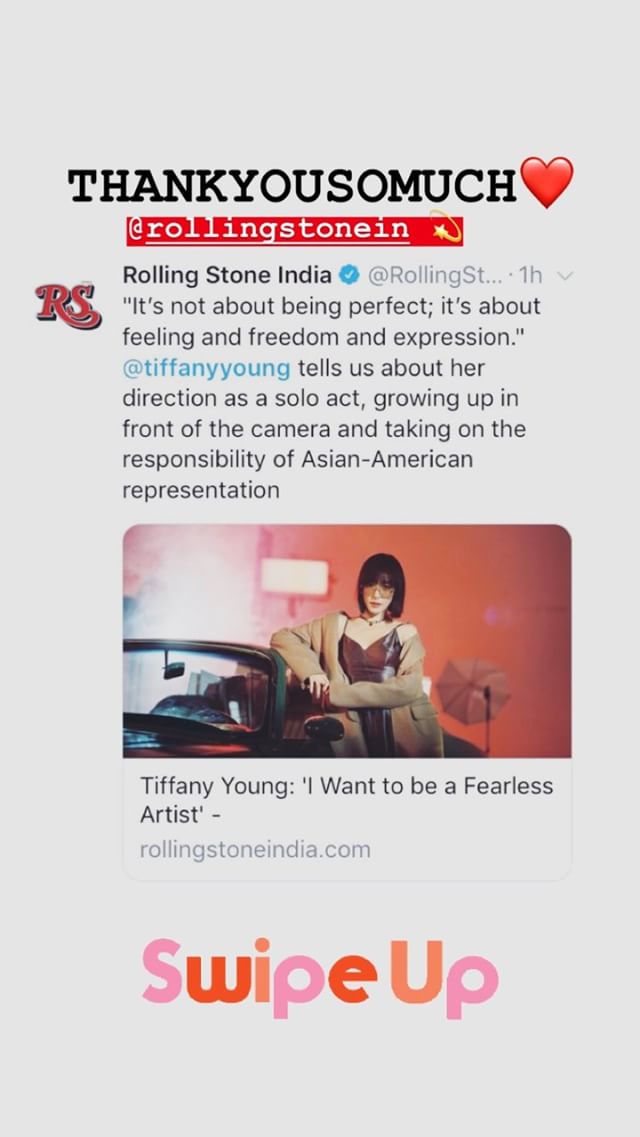 THANKYOUSOMUCH❤️
@rollingstonein 💫
RS
Rolling Stone India @RollingSt... · 1h
"It’s not about being perfect; it’s about
feeling and freedom and expression."
@tiffanyyoung tells us about her
direction as a solo act, growing up in
front of the camera and taking on the
responsibility of Asian-American
representation
Tiffany Young: 'I Want to be a Fearless
Artist' -
rollingstoneindia.com
Swipe Up